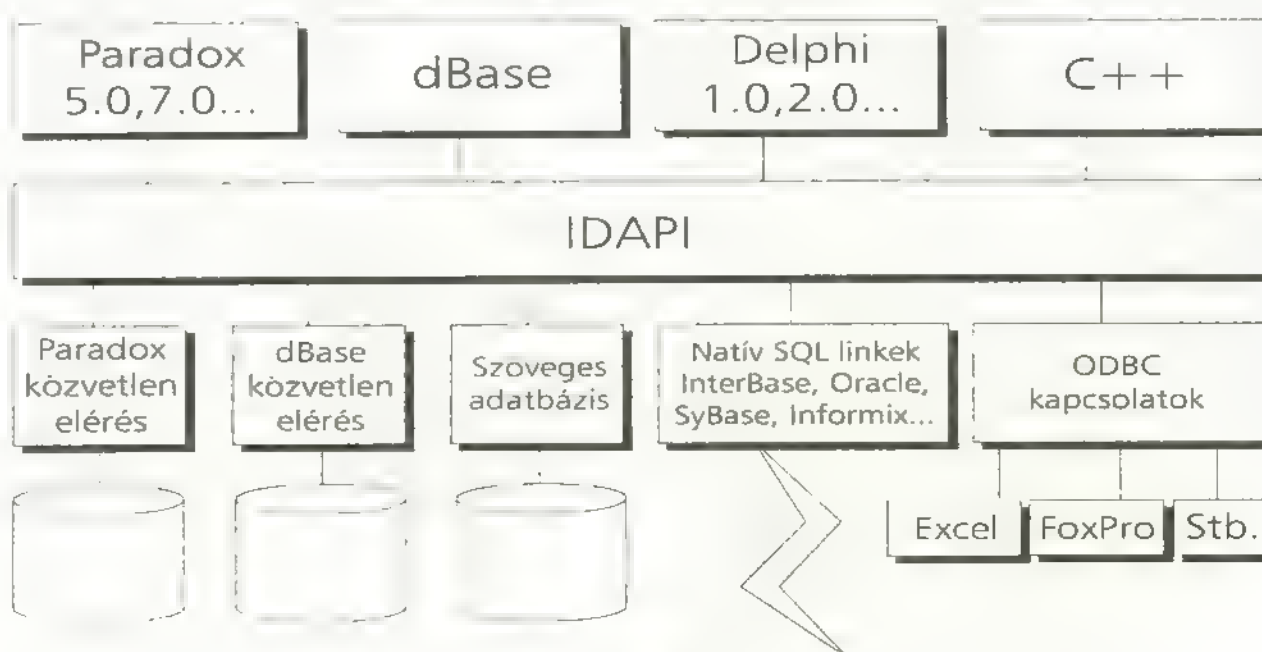 Paradox
5.0,7.0...
dBase
Delphi
1.0,2.0...
C++
IDAPI
Paradox
közvetlen
elérés
dBase
közvetlen
elérés
Szoveges
adatbázis
Natív SQL linkek
InterBase, Oracle,
SyBase, Informix...
ODBC
kapcsolatok
Excel
FoxPro
Stb.